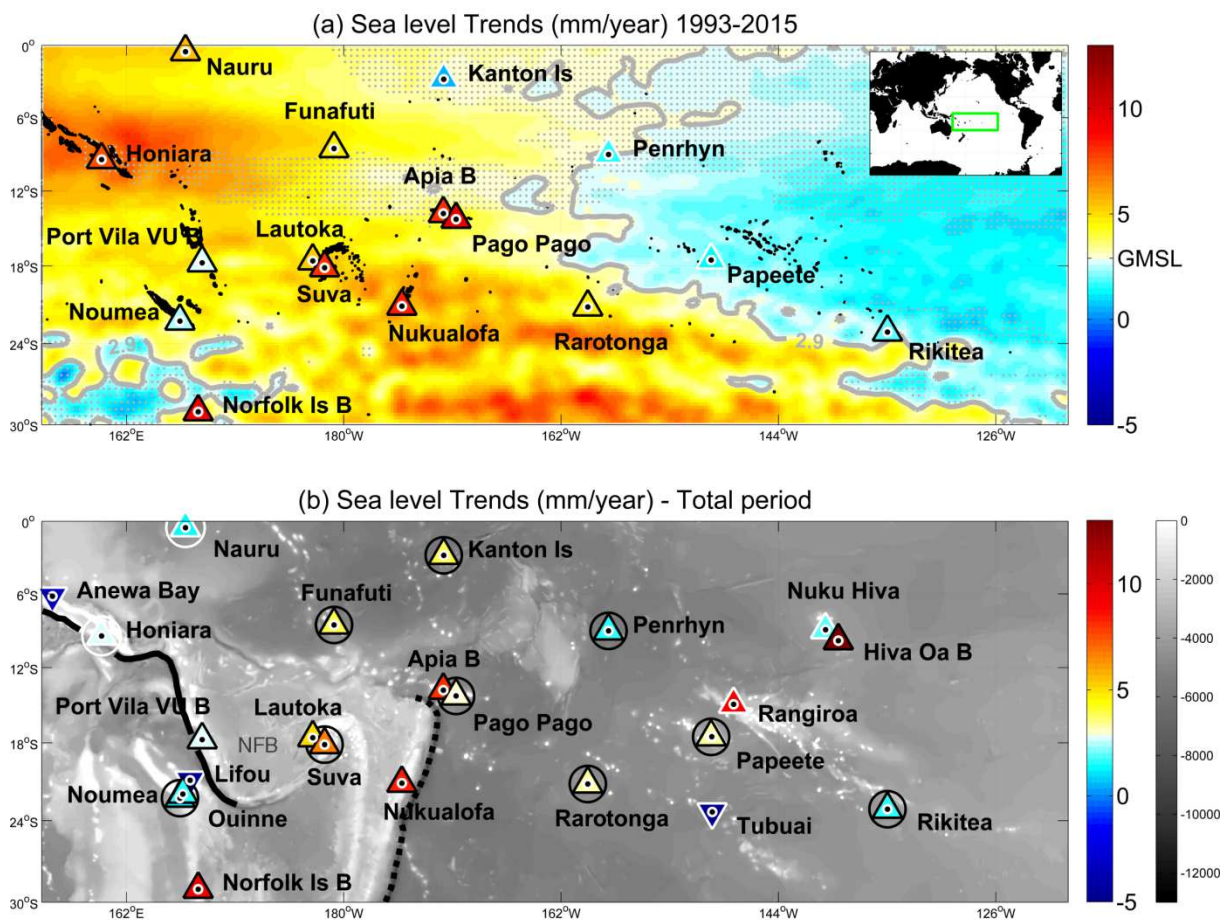 (a) Sea level Trends (mm/year) 1993-2015
0°
6°S
12°S
18°S
24°S
30°S
Nauru
Kanton Is
Funafuti
Honiara
Penrhyn
Apia B
Port Vila VU
Lautoka
Pago Pago
Suva
Papeete
Noumea
Nukualofa
Rarotonga
2.9
2.9
Rikitea
Norfolk Is B
162°E
180°W
162°W
144°W
126°W
10
5
GMSL
0
-5
(b) Sea level Trends (mm/year) - Total period
0°
6°S
12°S
18°S
24°S
30°S
Nauru
Kanton Is
Anewa Bay
Funafuti
Nuku Hiva
Honiara
Penrhyn
Hiva Oa B
Apia B
Port Vila VU B
Lautoka
Pago Pago
Rangiroa
NFB
Suva
Papeete
Lifou
Noumea
Ouinne
Nukualofa
Rarotonga
Tubuai
Rikitea
Norfolk Is B
162°E
180°W
162°W
144°W
126°W
10
5
0
-5
0
-2000
-4000
-6000
-8000
-10000
-12000